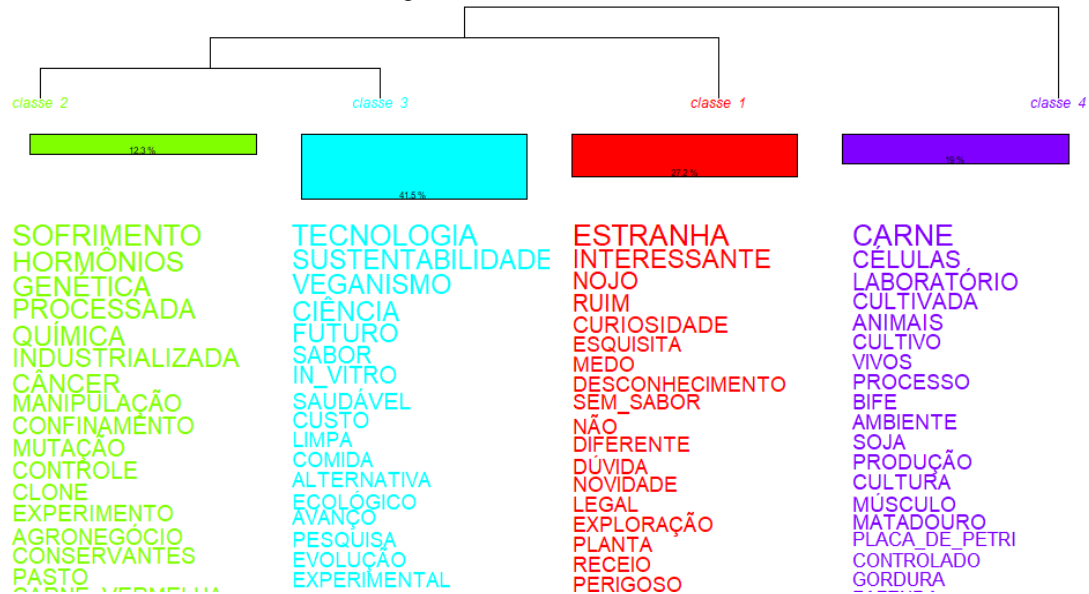 classe 2
classe 3
classe 1
classe 4
12.3 %
41.5 %
27.2 %
19 %
SOFRIMENTO
HORMÔNIOS
GENÉTICA
PROCESSADA
QUÍMICA
INDUSTRIALIZADA
CÂNCER
MANIPULAÇÃO
CONFINAMENTO
MUTAÇÃO
CONTROLE
CLONE
EXPERIMENTO
AGRONEGÓCIO
CONSERVANTES
PASTO
CARNE_VERMELHA
TECNOLOGIA
SUSTENTABILIDADE
VEGANISMO
CIÊNCIA
FUTURO
SABOR
IN_VITRO
SAUDÁVEL
CUSTO
LIMPA
COMIDA
ALTERNATIVA
ECOLÓGICO
AVANÇO
PESQUISA
EVOLUÇÃO
EXPERIMENTAL
ESTRANHA
INTERESSANTE
NOJO
RUIM
CURIOSIDADE
ESQUISITA
MEDO
DESCONHECIMENTO
SEM_SABOR
NÃO
DIFERENTE
DÚVIDA
NOVIDADE
LEGAL
EXPLORAÇÃO
PLANTA
RECEIO
PERIGOSO
CARNE
CÉLULAS
LABORATÓRIO
CULTIVADA
ANIMAIS
CULTIVO
VIVOS
PROCESSO
BIFE
AMBIENTE
SOJA
PRODUÇÃO
CULTURA
MÚSCULO
MATADOURO
PLACA_DE_PETRI
CONTROLADO
GORDURA